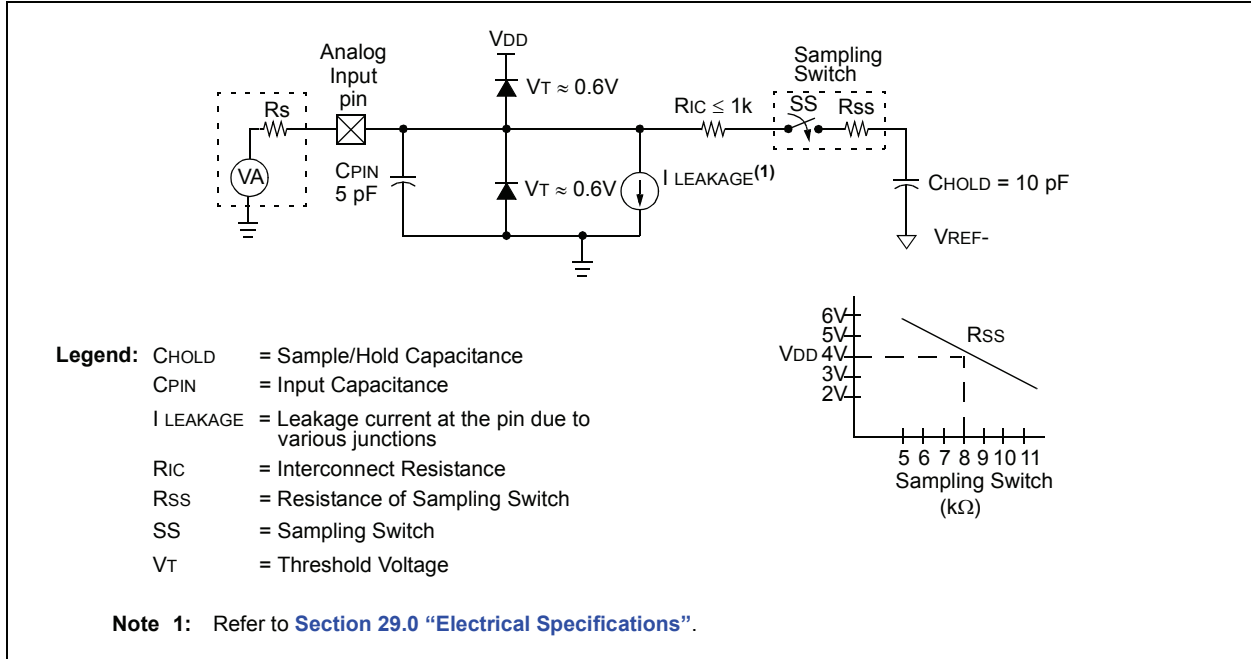 VDD
Analog
Input
pin
Sampling
Switch
VT ≈ 0.6V
Rs
RIC ≤ 1k
SS
Rss
VA
CPIN
5 pF
VT ≈ 0.6V
I LEAKAGE(1)
CHOLD = 10 pF
VREF-
6V
5V
VDD 4V
3V
2V
RSS
5 6 7 8 9 10 11
Sampling Switch
(kΩ)
Legend: CHOLD = Sample/Hold Capacitance
CPIN = Input Capacitance
I LEAKAGE = Leakage current at the pin due to
various junctions
RIC = Interconnect Resistance
RSS = Resistance of Sampling Switch
SS = Sampling Switch
VT = Threshold Voltage
Note 1: Refer to Section 29.0 “Electrical Specifications”.